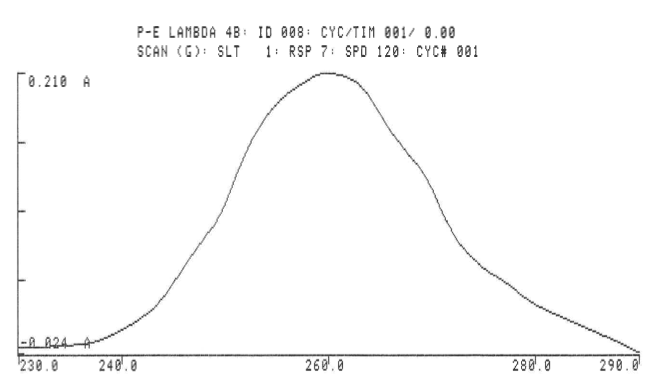 P-E LAMBDA 4B: ID 008: CYC/TIM 001/ 0.00
SCAN (G): SLT 1: RSP 7: SPD 120: CYC# 001
0.210 A
-0.024 A
230.0 240.0 260.0 280.0 290.0